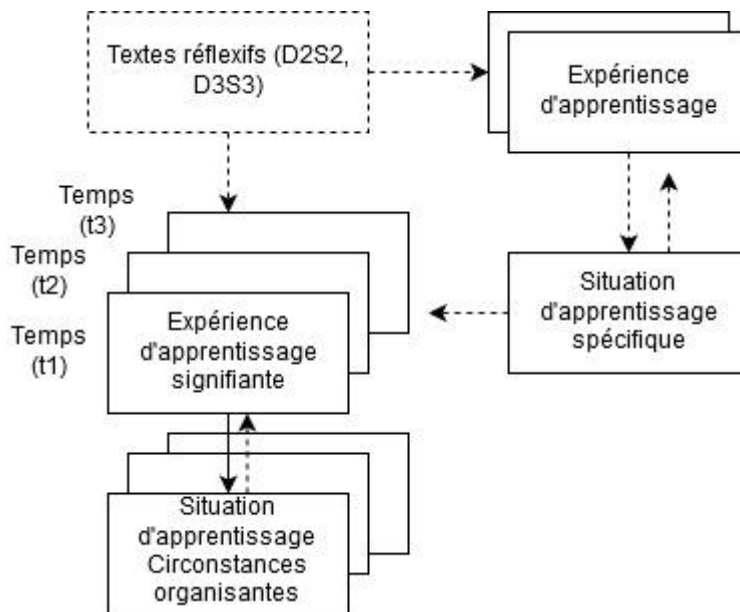 Textes réflexifs (D2S2,
D3S3)
Expérience
d'apprentissage
Temps
(t3)
Temps
(t2)
Temps
(t1)
Expérience
d'apprentissage
signifiante
Situation
d'apprentissage
spécifique
Situation
d'apprentissage
Circonstances
organisantes